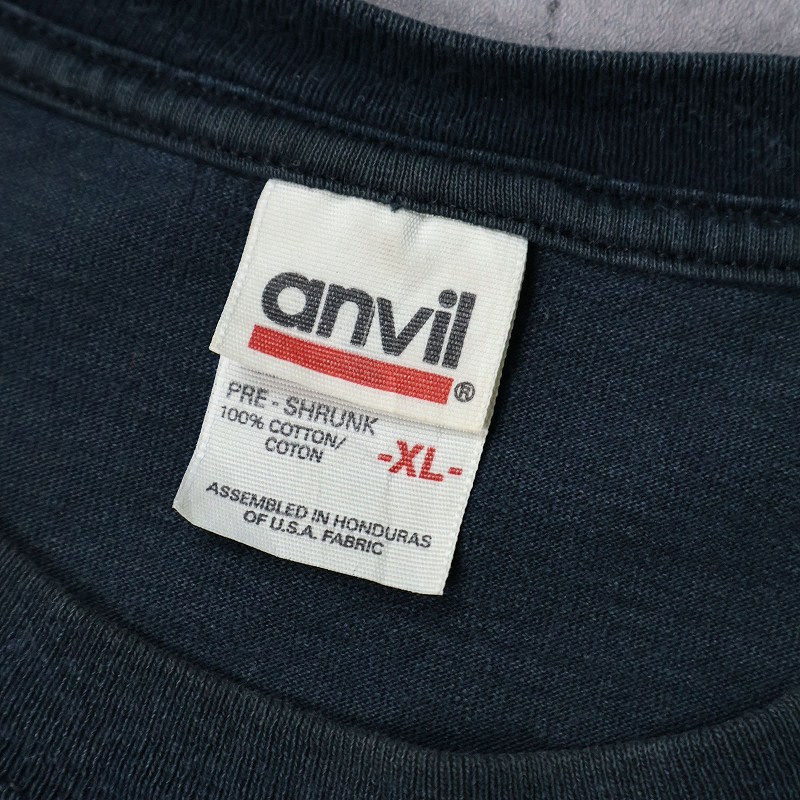 anvil
®
PRE - SHRUNK
100% COTTON/
COTON
-XL-
ASSEMBLED IN HONDURAS
OF U.S.A. FABRIC